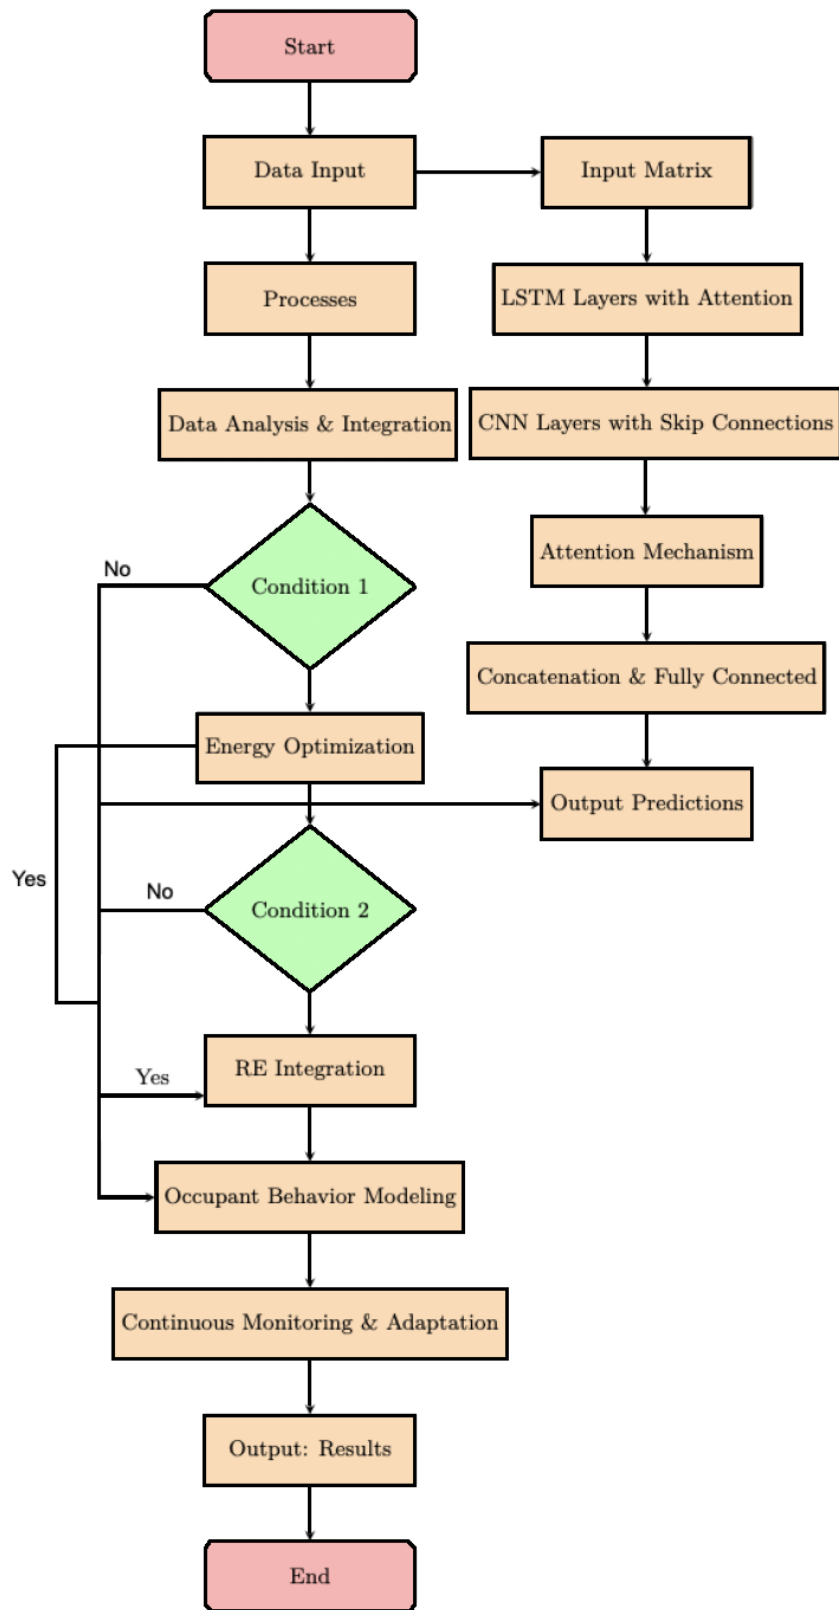 Start
Data Input
Input Matrix
Processes
LSTM Layers with Attention
Data Analysis & Integration
CNN Layers with Skip Connections
Attention Mechanism
No
Condition 1
Concatenation & Fully Connected
Energy Optimization
Output Predictions
Yes
No
Condition 2
RE Integration
Yes
Occupant Behavior Modeling
Continuous Monitoring & Adaptation
Output: Results
End